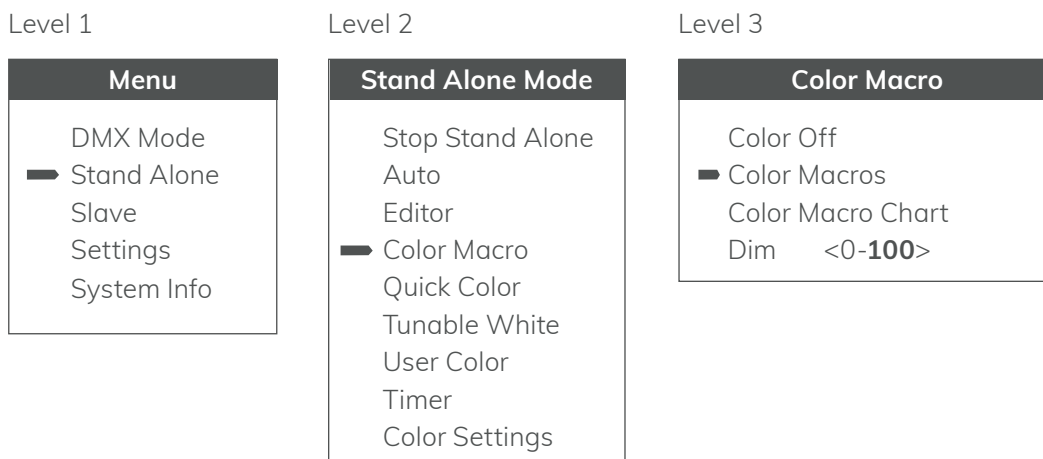 Level 1
Menu
DMX Mode
Stand Alone
Slave
Settings
System Info
Level 2
Stand Alone Mode
Stop Stand Alone
Auto
Editor
Color Macro
Quick Color
Tunable White
User Color
Timer
Color Settings
Level 3
Color Macro
Color Off
Color Macros
Color Macro Chart
Dim <0-100>